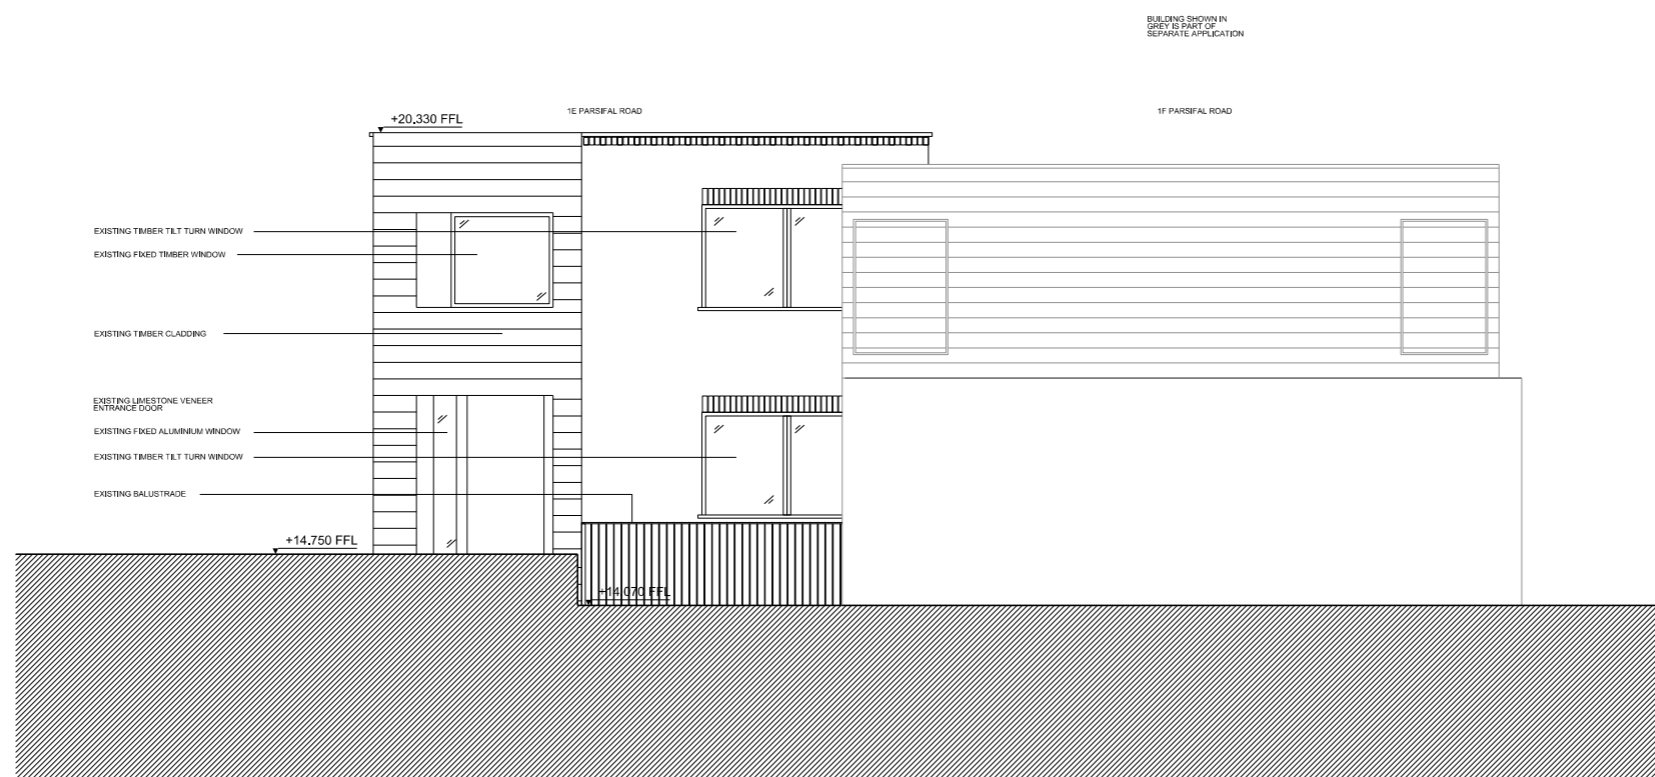 BUILDING SHOWN IN
GREY IS PART OF
SEPARATE APPLICATION
1E PARSIFAL ROAD
1F PARSIFAL ROAD
+20.330 FFL
EXISTING TIMBER TILT TURN WINDOW
EXISTING FIXED TIMBER WINDOW
EXISTING TIMBER CLADDING
EXISTING LIMESTONE VENEER
ENTRANCE DOOR
EXISTING FIXED ALUMINIUM WINDOW
EXISTING TIMBER TILT TURN WINDOW
EXISTING BALUSTRADE
+14.750 FFL
+14.070 FFL